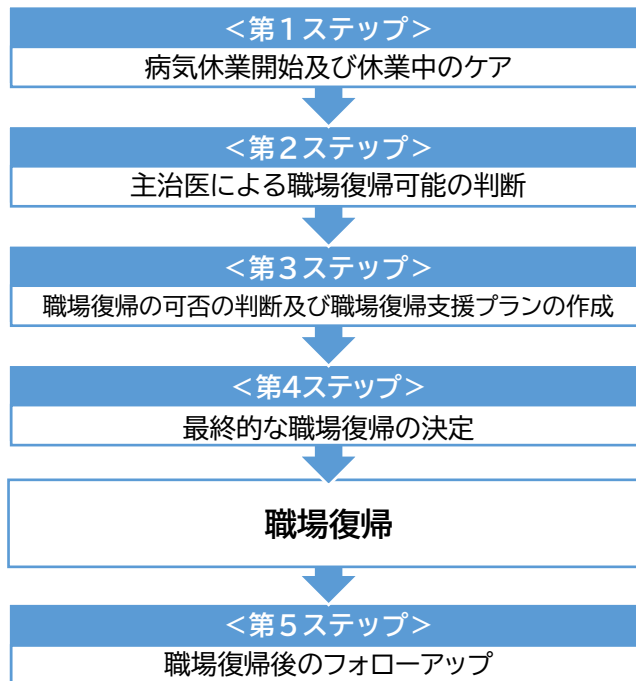 ＜第１ステップ＞
病気休業開始及び休業中のケア
＜第２ステップ＞
主治医による職場復帰可能の判断
＜第３ステップ＞
職場復帰の可否の判断及び職場復帰支援プランの作成
＜第4ステップ＞
最終的な職場復帰の決定
職場復帰
＜第５ステップ＞
職場復帰後のフォローアップ